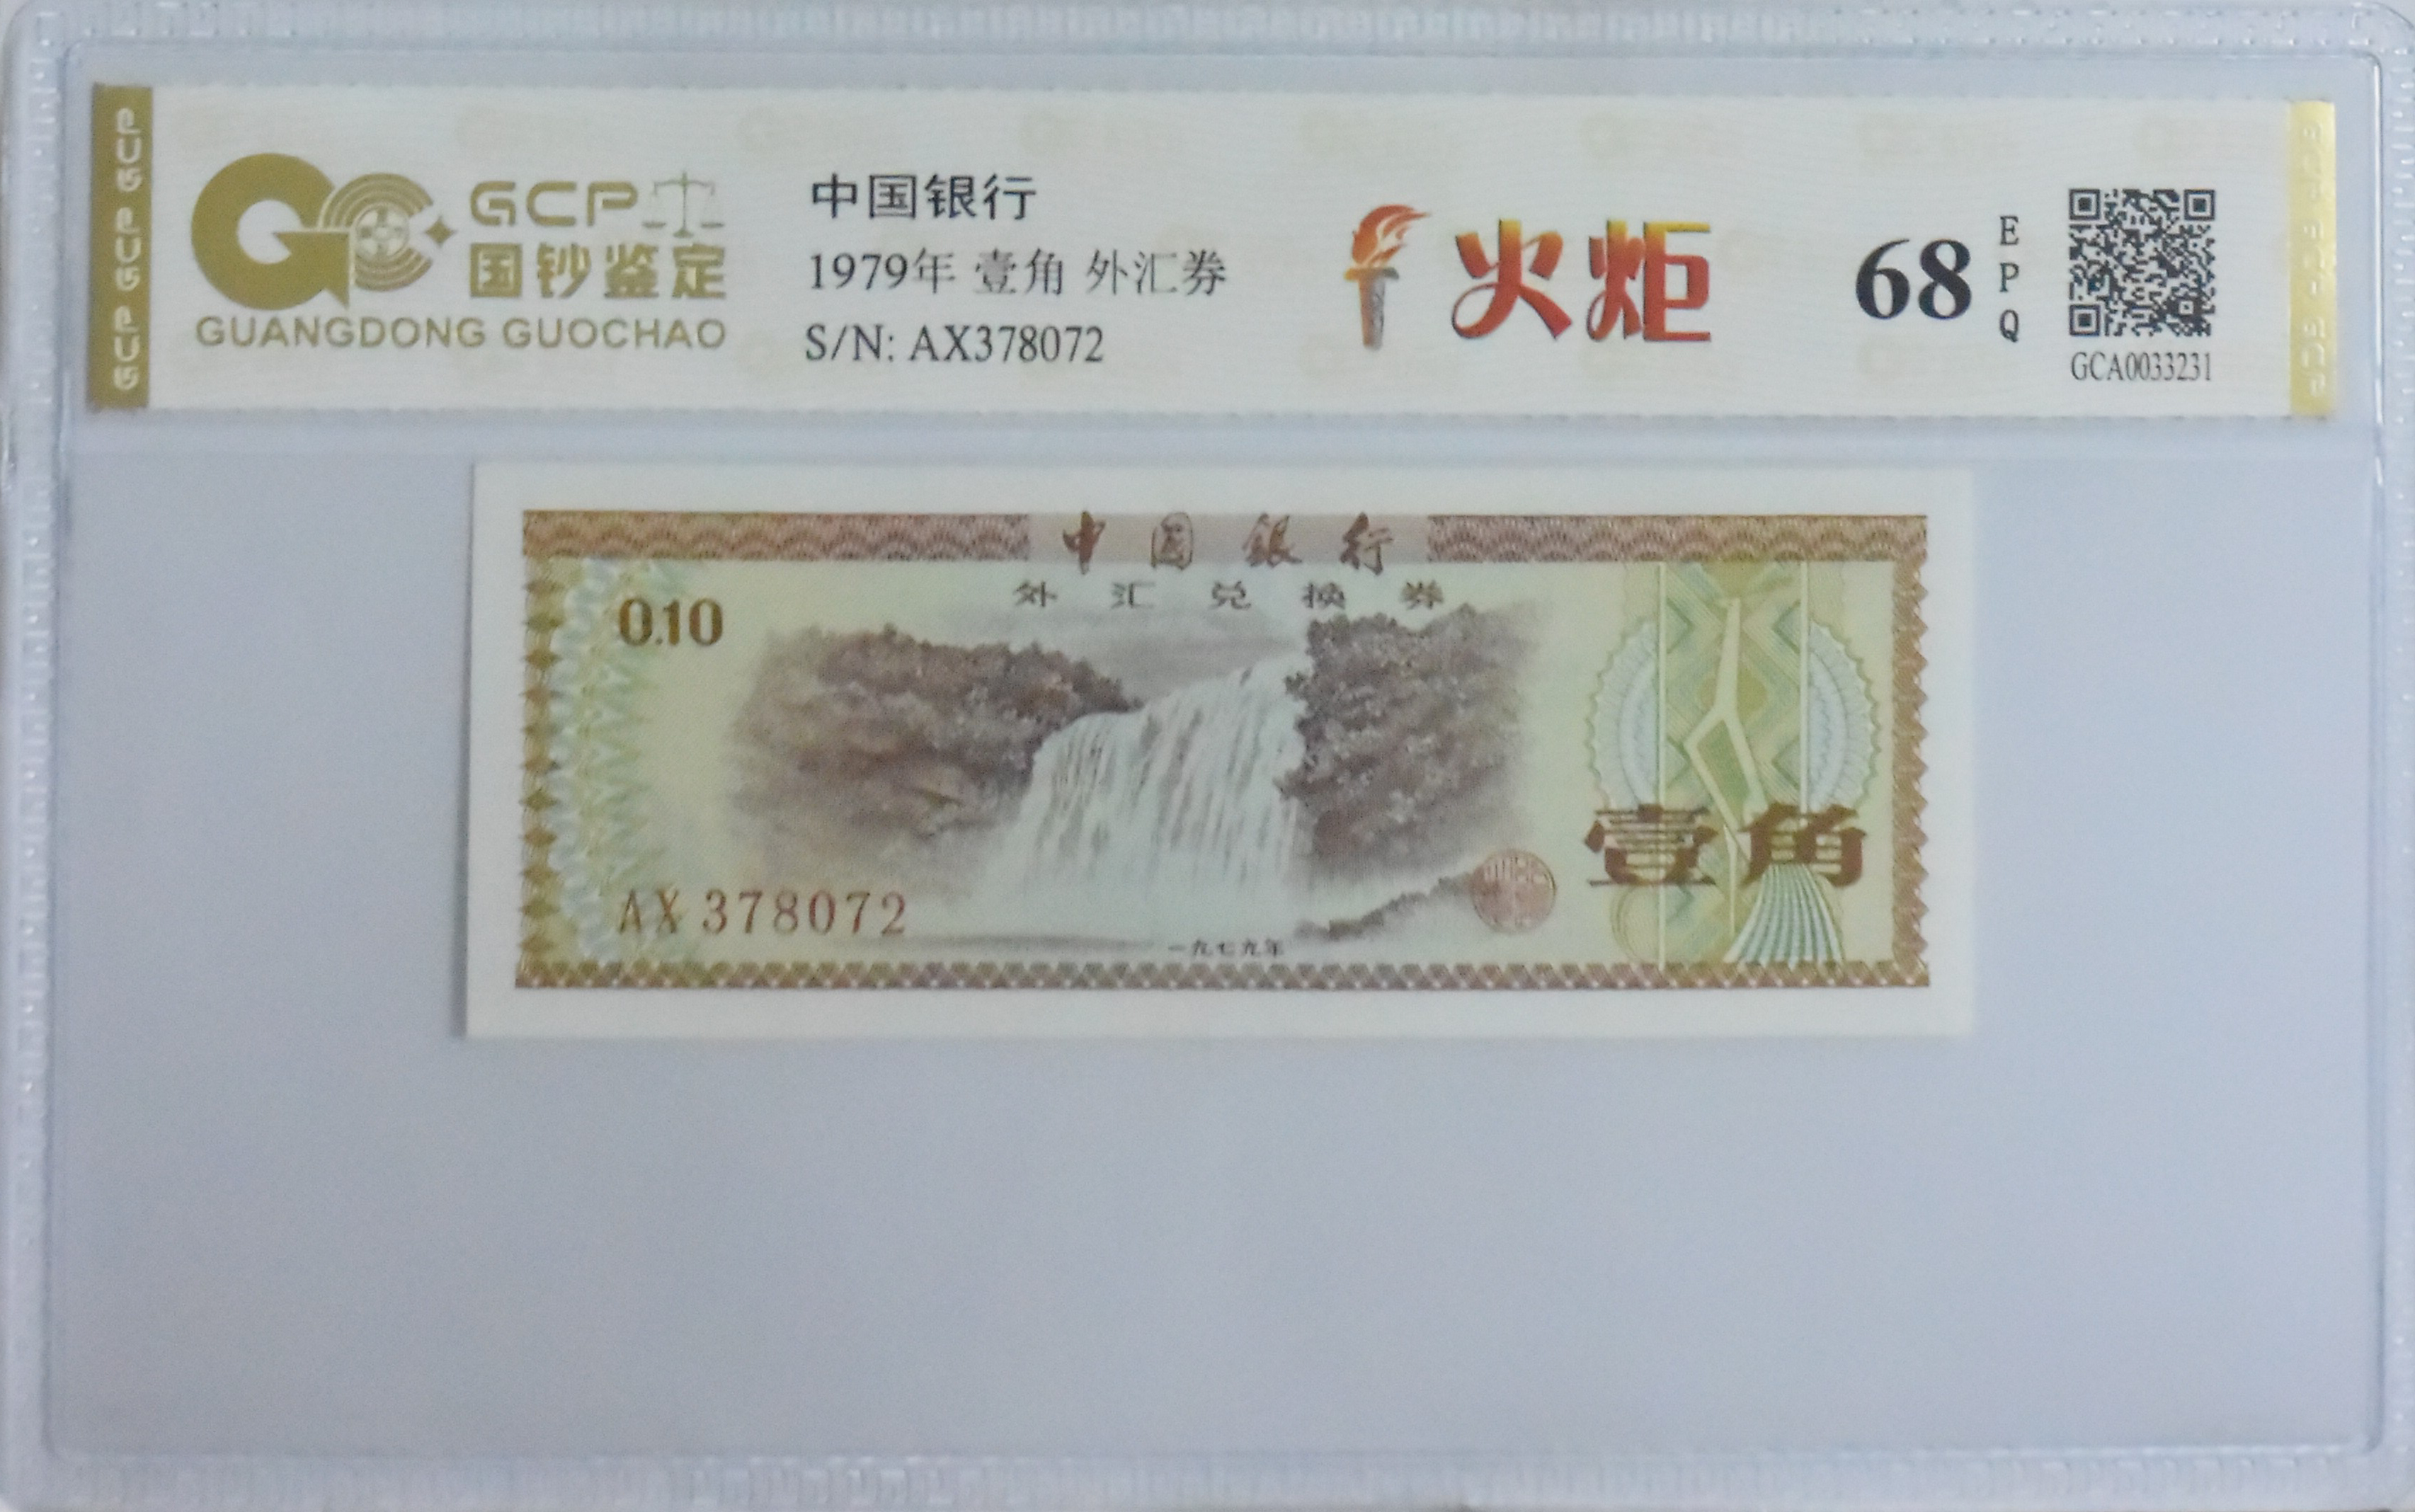 GCP
国钞鉴定
GUANGDONG GUOCHAO
中国银行
1979年 壹角 外汇券
S/N: AX378072
火炬
68
EPQ
GCA0033231
中国银行
外汇兑换券
0.10
壹角
AX 378072
一九七九年